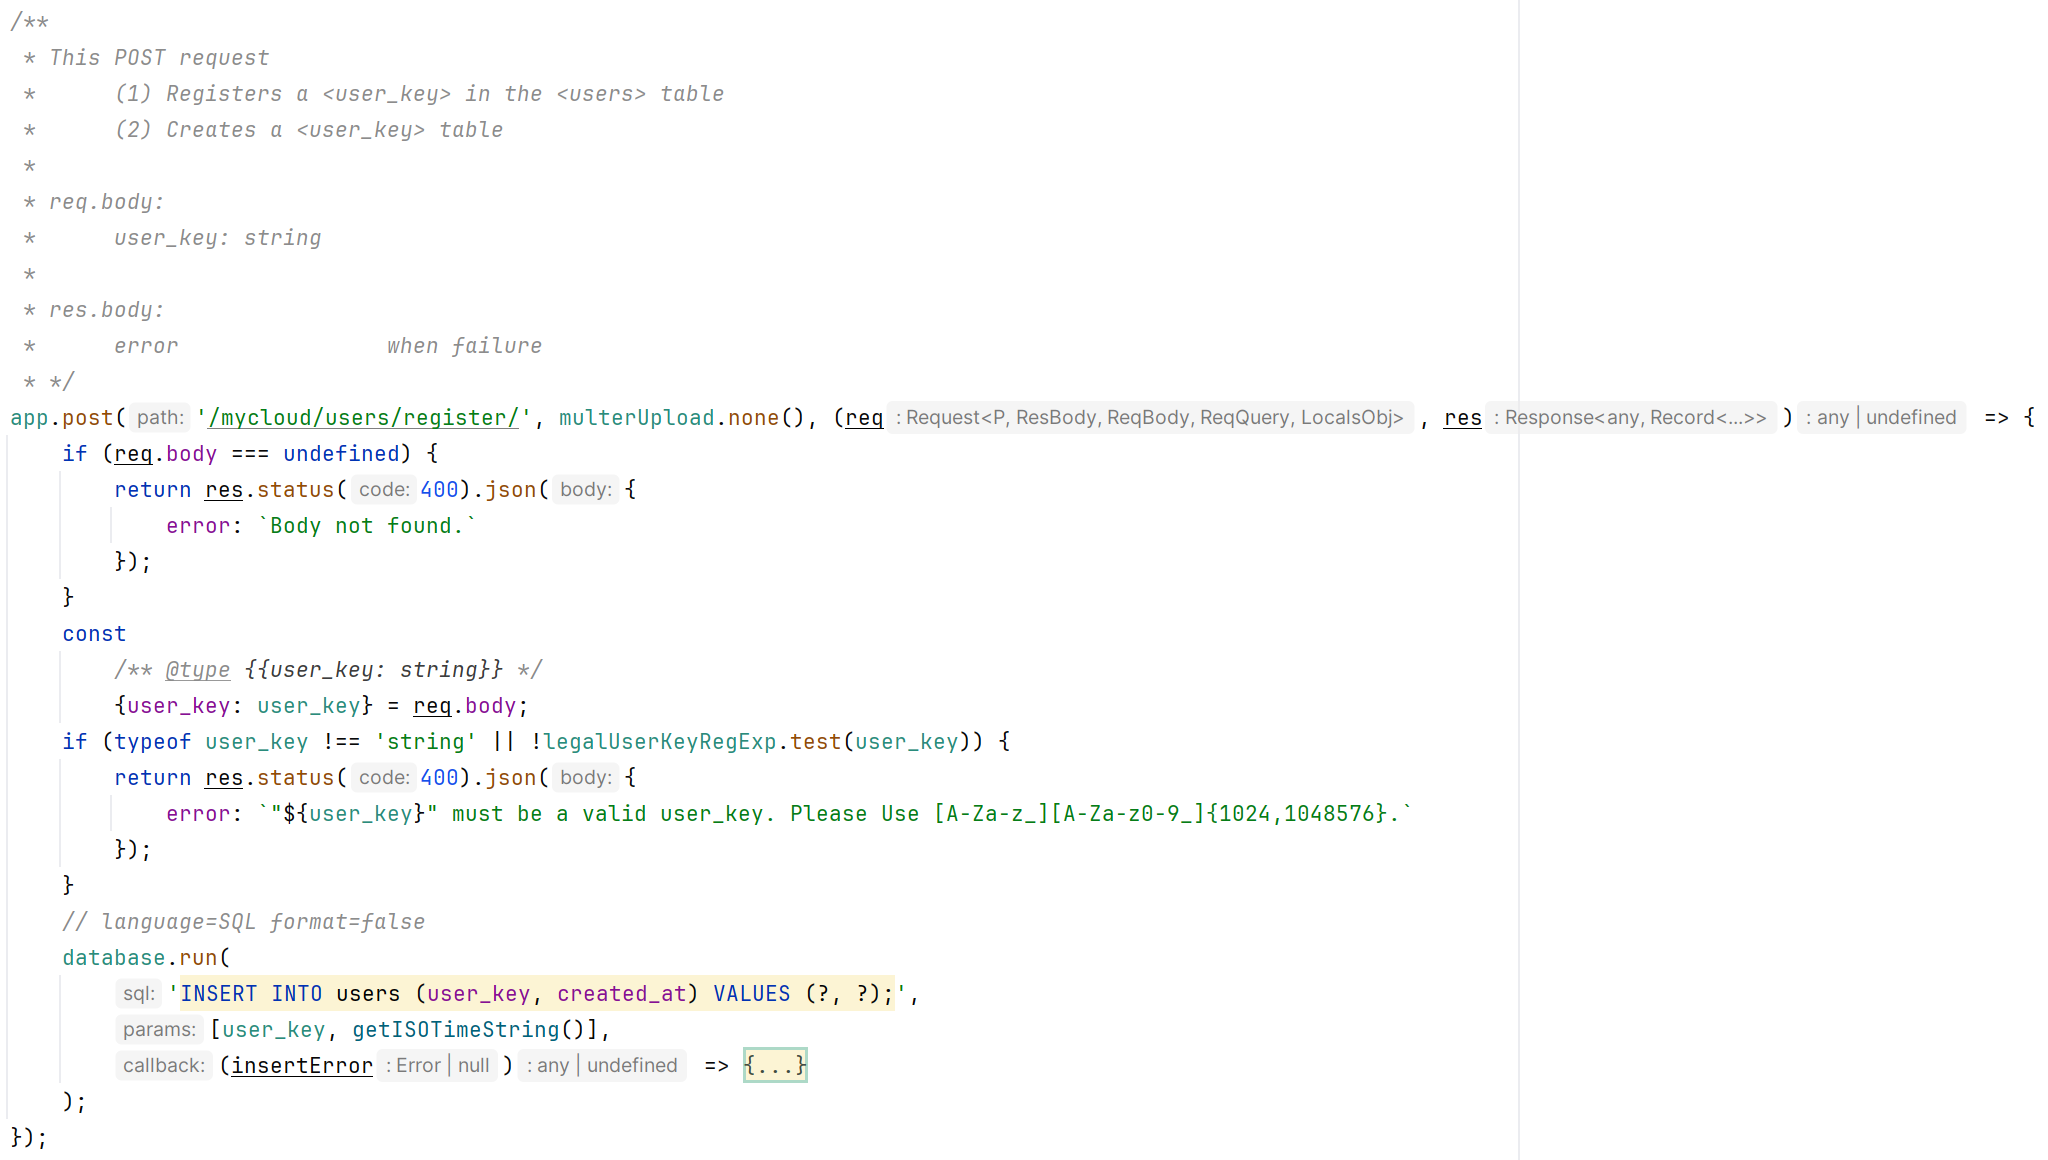 /**
 * This POST request
 *      (1) Registers a <user_key> in the <users> table
 *      (2) Creates a <user_key> table
 *
 * req.body:
 *      user_key: string
 *
 * res.body:
 *      error                when failure
 * */
app.post( path: '/mycloud/users/register/', multerUpload.none(), (req : Request<P, ResBody, ReqBody, ReqQuery, LocalsObj> , res : Response<any, Record<...>> ) : any | undefined  => {
    if (req.body === undefined) {
        return res.status( code: 400).json( body: {
            error: `Body not found.`
        });
    }
    const
        /** @type {{user_key: string}} */
        {user_key: user_key} = req.body;
    if (typeof user_key !== 'string' || !legalUserKeyRegExp.test(user_key)) {
        return res.status( code: 400).json( body: {
            error: `"${user_key}" must be a valid user_key. Please Use [A-Za-z_][A-Za-z0-9_]{1024,1048576}.`
        });
    }
    // language=SQL format=false
    database.run(
        sql: 'INSERT INTO users (user_key, created_at) VALUES (?, ?);',
        params: [user_key, getISOTimeString()],
        callback: (insertError : Error | null ) : any | undefined  => {...}
    );
});